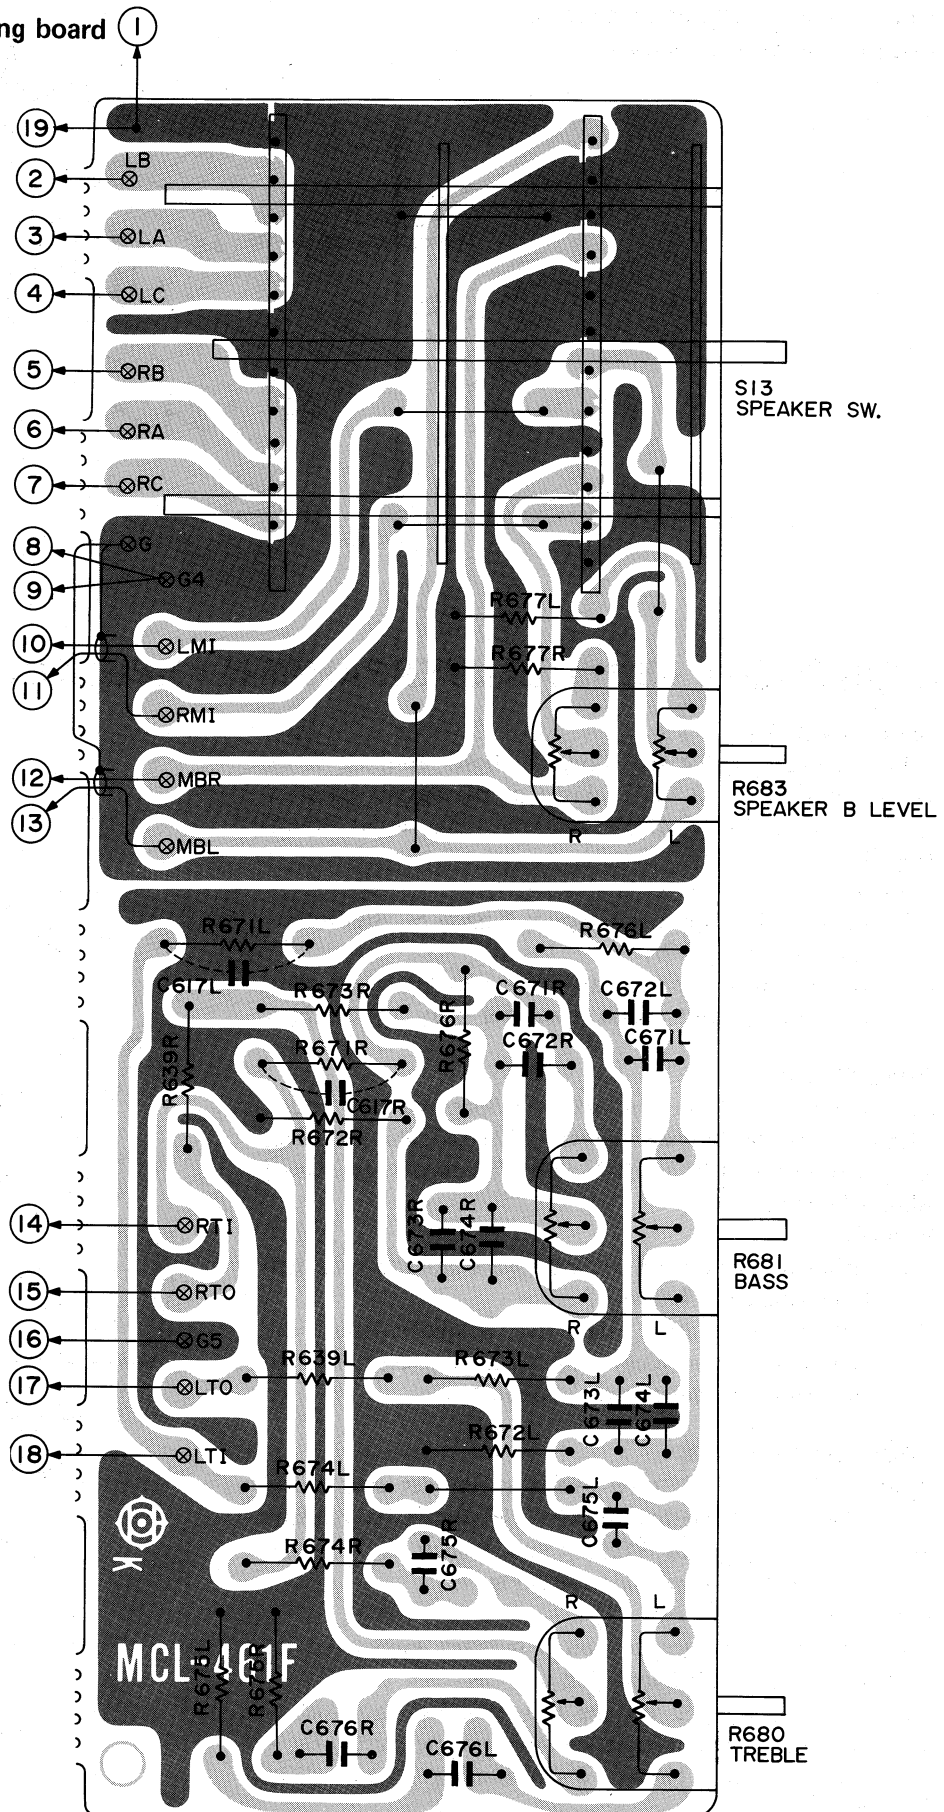 ng board 1
19
LB
2
3 LA
4 LC
5 RB
S13
SPEAKER SW.
6 RA
7 RC
8 G
9 G4
R677L
10 LMI
R677R
11
RMI
12 MBR
R683
SPEAKER B LEVEL
13
R L
MBL
R671L R676L
C617L R673R C671R C672L
R676R
R639R R671R C672R C671L
C617R
R672R
14 RTI
C673R C674R
R681
BASS
15 RTO
R L
16 G5
R639L R673L
17 LTO
C673L C674L
R672L
18 LTI
R674L
C675L
R674R C675R
K
R L
MCL-461F
R675L R675R
C676R
R680
TREBLE
C676L